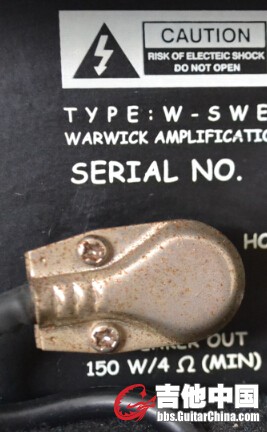 CAUTION
RISK OF ELECTEIC SHOCK
DO NOT OPEN
TYPE: W-SWE
WARWICK AMPLIFICATIO
SERIAL NO.
HO
OUT
150 W/4 Ω (MIN)
吉他中国
bbs.GuitarChina.com